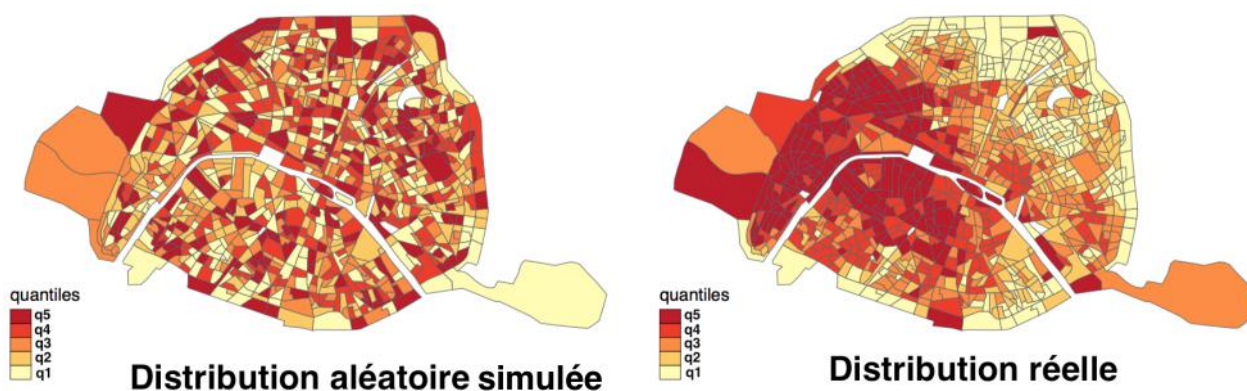 quantiles
q5
q4
q3
q2
q1
Distribution aléatoire simulée
quantiles
q5
q4
q3
q2
q1
Distribution réelle